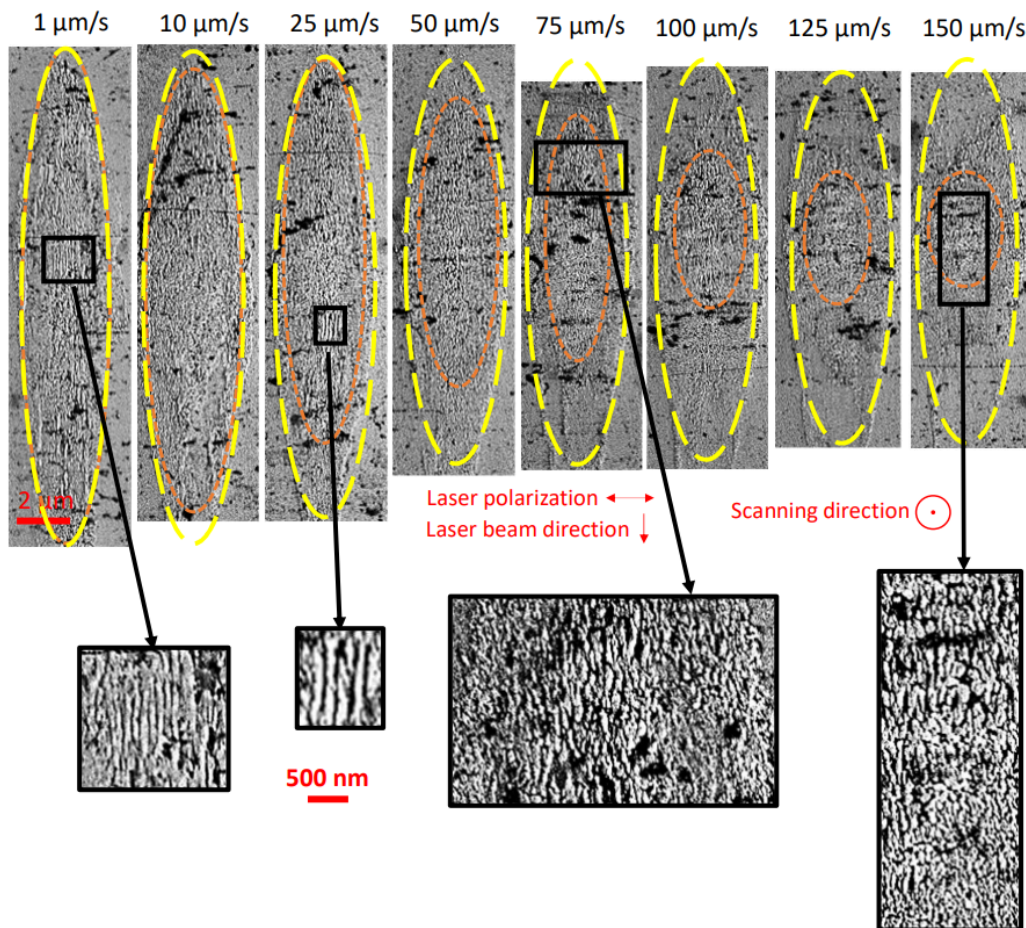 1 μm/s
10 μm/s
25 μm/s
50 μm/s
75 μm/s
100 μm/s
125 μm/s
150 μm/s
2 μm
Laser polarization
Laser beam direction
Scanning direction
500 nm